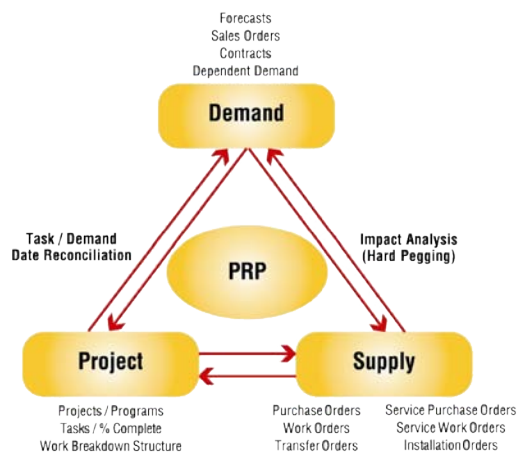 Forecasts
Sales Orders
Contracts
Dependent Demand
Demand
Task / Demand
Date Reconciliation
Impact Analysis
(Hard Pegging)
PRP
Project
Supply
Projects / Programs
Tasks / % Complete
Work Breakdown Structure
Purchase Orders
Work Orders
Transfer Orders
Service Purchase Orders
Service Work Orders
Installation Orders